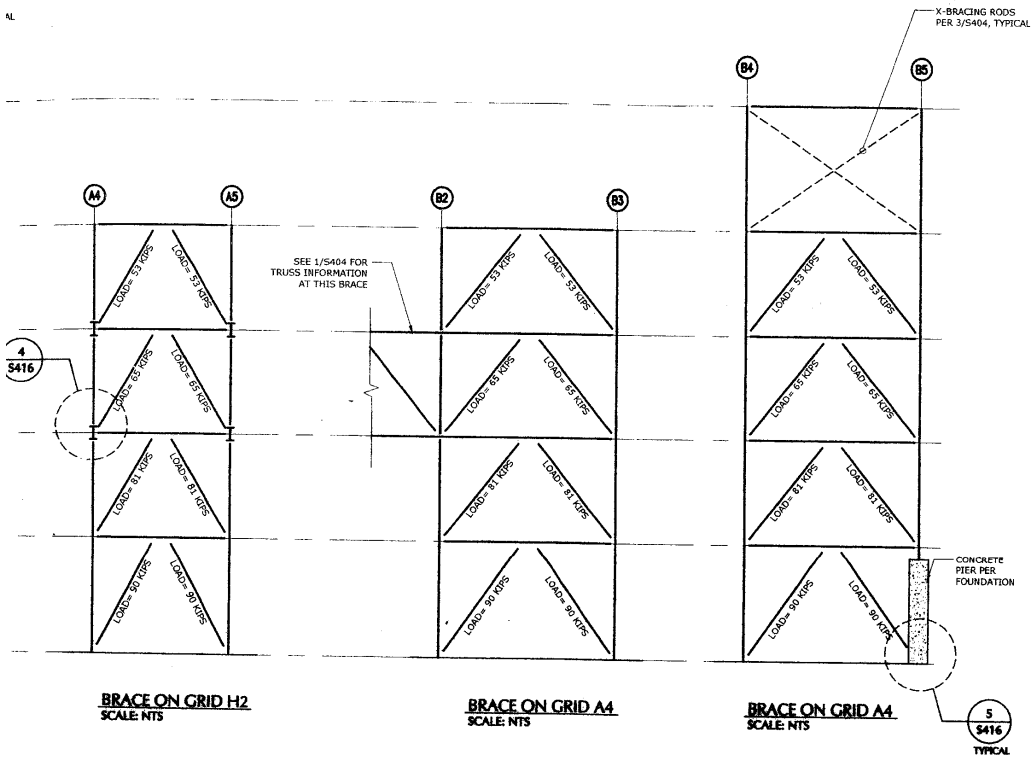 AL
X-BRACING RODS
PER 3/S404, TYPICAL
B4
B5
A4
A5
B2
B3
SEE 1/S404 FOR
TRUSS INFORMATION
AT THIS BRACE
LOAD= 53 KIPS
LOAD= 53 KIPS
LOAD= 53 KIPS
LOAD= 53 KIPS
LOAD= 53 KIPS
LOAD= 53 KIPS
4
S416
LOAD= 65 KIPS
LOAD= 65 KIPS
LOAD= 65 KIPS
LOAD= 65 KIPS
LOAD= 65 KIPS
LOAD= 65 KIPS
LOAD= 81 KIPS
LOAD= 81 KIPS
LOAD= 81 KIPS
LOAD= 81 KIPS
LOAD= 81 KIPS
LOAD= 81 KIPS
LOAD= 90 KIPS
LOAD= 90 KIPS
LOAD= 90 KIPS
LOAD= 90 KIPS
LOAD= 90 KIPS
LOAD= 90 KIPS
CONCRETE
PIER PER
FOUNDATION
BRACE ON GRID H2
SCALE: NTS
BRACE ON GRID A4
SCALE: NTS
BRACE ON GRID A4
SCALE: NTS
5
S416
TYPICAL